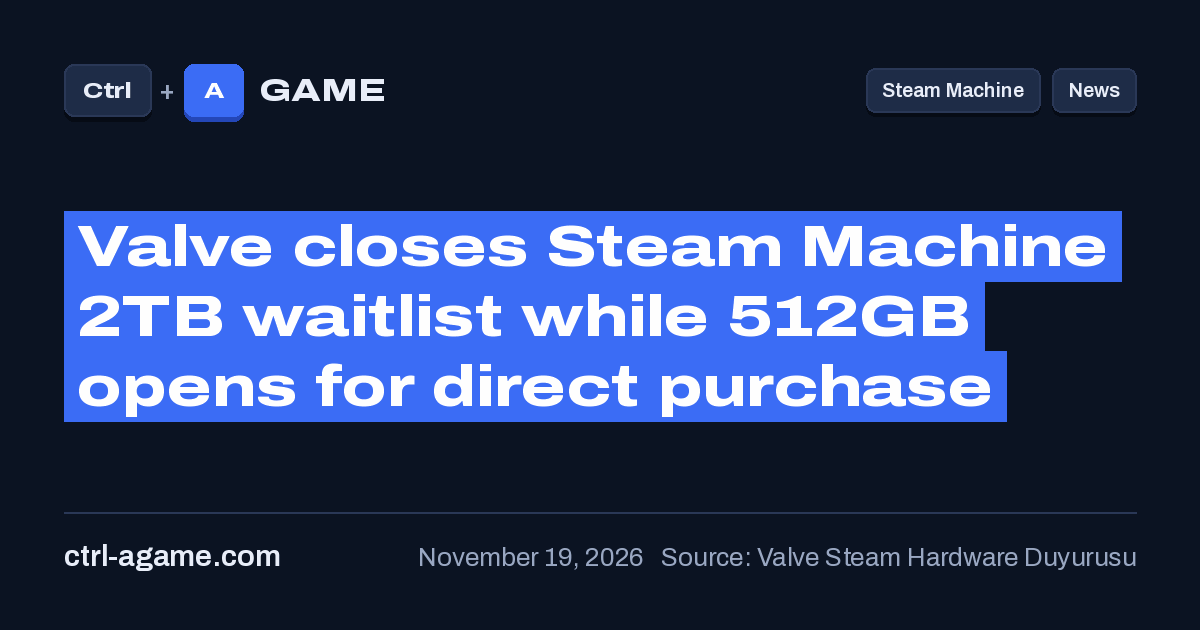 Ctrl + A GAME
Steam Machine
News
Valve closes Steam Machine
2TB waitlist while 512GB
opens for direct purchase
ctrl-agame.com
November 19, 2026 Source: Valve Steam Hardware Duyurusu